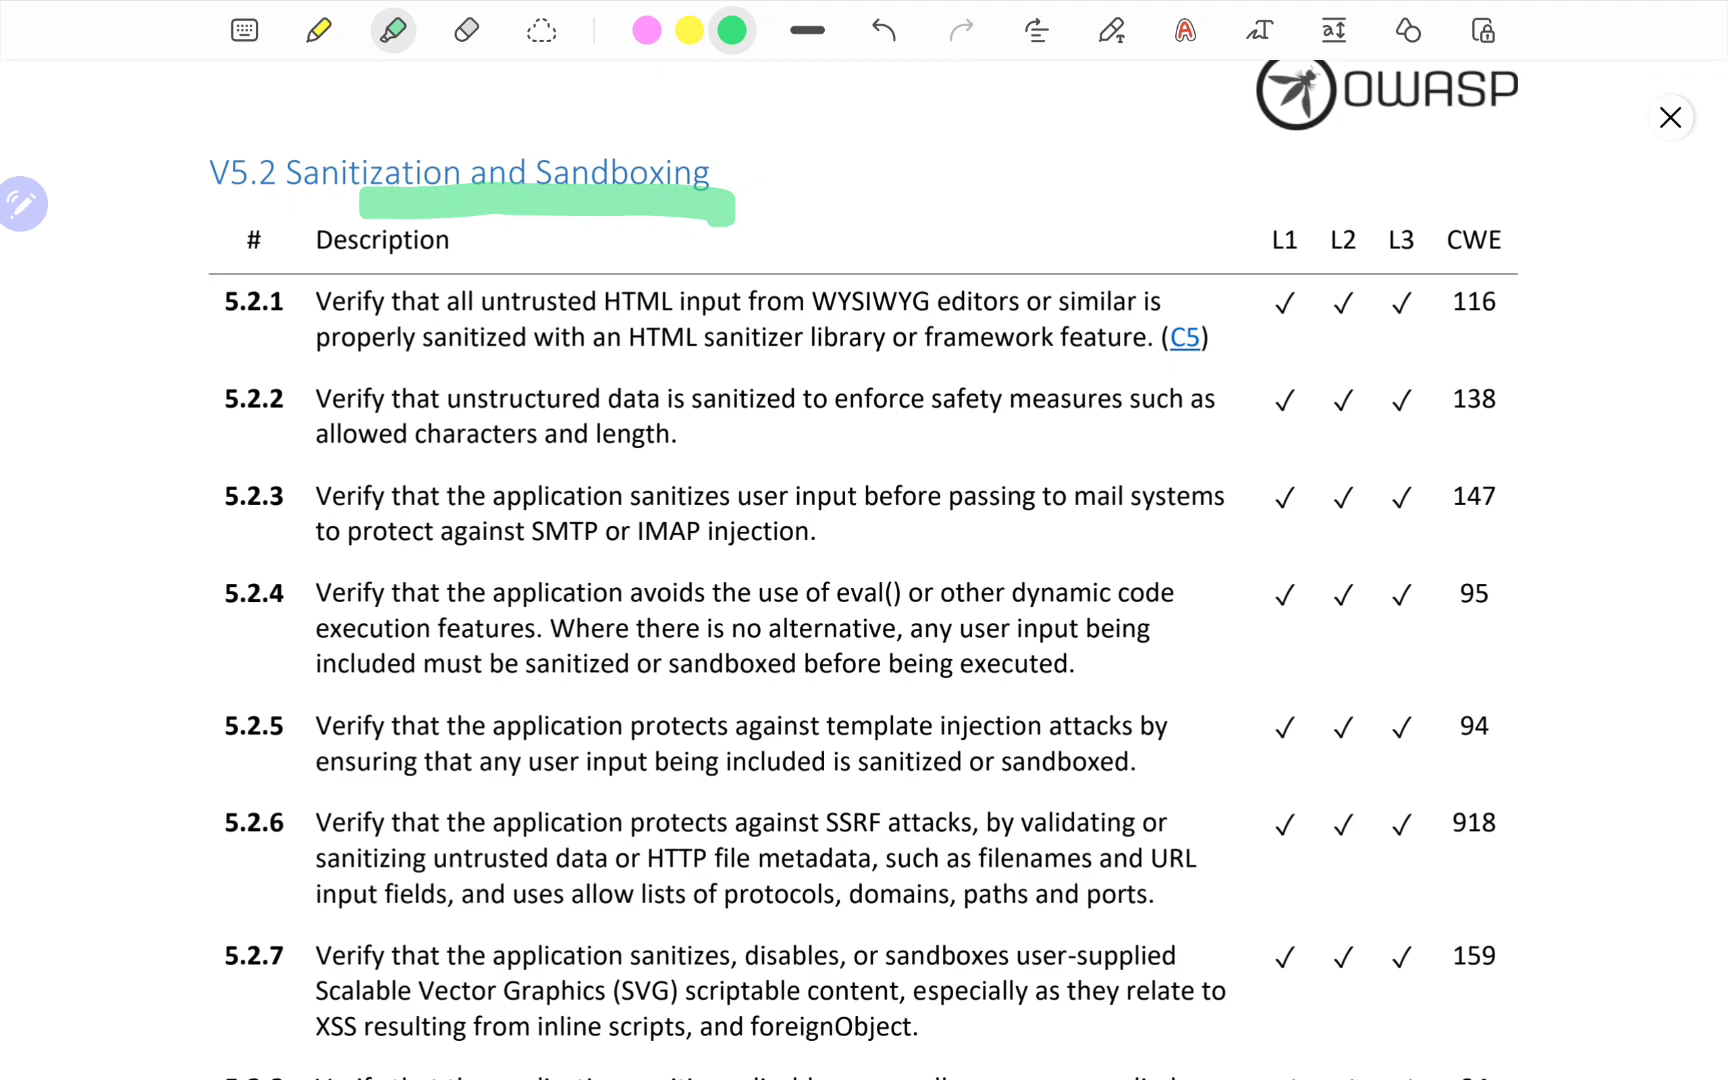 OWASP
V5.2 Sanitization and Sandboxing
# Description L1 L2 L3 CWE
5.2.1 Verify that all untrusted HTML input from WYSIWYG editors or similar is ✓ ✓ ✓ 116
properly sanitized with an HTML sanitizer library or framework feature. (C5)
5.2.2 Verify that unstructured data is sanitized to enforce safety measures such as ✓ ✓ ✓ 138
allowed characters and length.
5.2.3 Verify that the application sanitizes user input before passing to mail systems ✓ ✓ ✓ 147
to protect against SMTP or IMAP injection.
5.2.4 Verify that the application avoids the use of eval() or other dynamic code ✓ ✓ ✓ 95
execution features. Where there is no alternative, any user input being
included must be sanitized or sandboxed before being executed.
5.2.5 Verify that the application protects against template injection attacks by ✓ ✓ ✓ 94
ensuring that any user input being included is sanitized or sandboxed.
5.2.6 Verify that the application protects against SSRF attacks, by validating or ✓ ✓ ✓ 918
sanitizing untrusted data or HTTP file metadata, such as filenames and URL
input fields, and uses allow lists of protocols, domains, paths and ports.
5.2.7 Verify that the application sanitizes, disables, or sandboxes user-supplied ✓ ✓ ✓ 159
Scalable Vector Graphics (SVG) scriptable content, especially as they relate to
XSS resulting from inline scripts, and foreignObject.